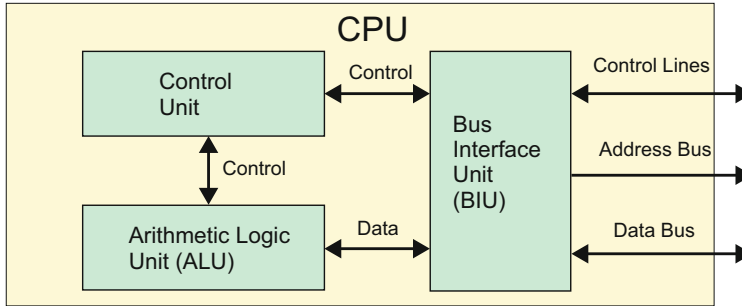 CPU
Control
Unit
Control
Control
Arithmetic Logic
Unit (ALU)
Data
Bus
Interface
Unit
(BIU)
Control Lines
Address Bus
Data Bus